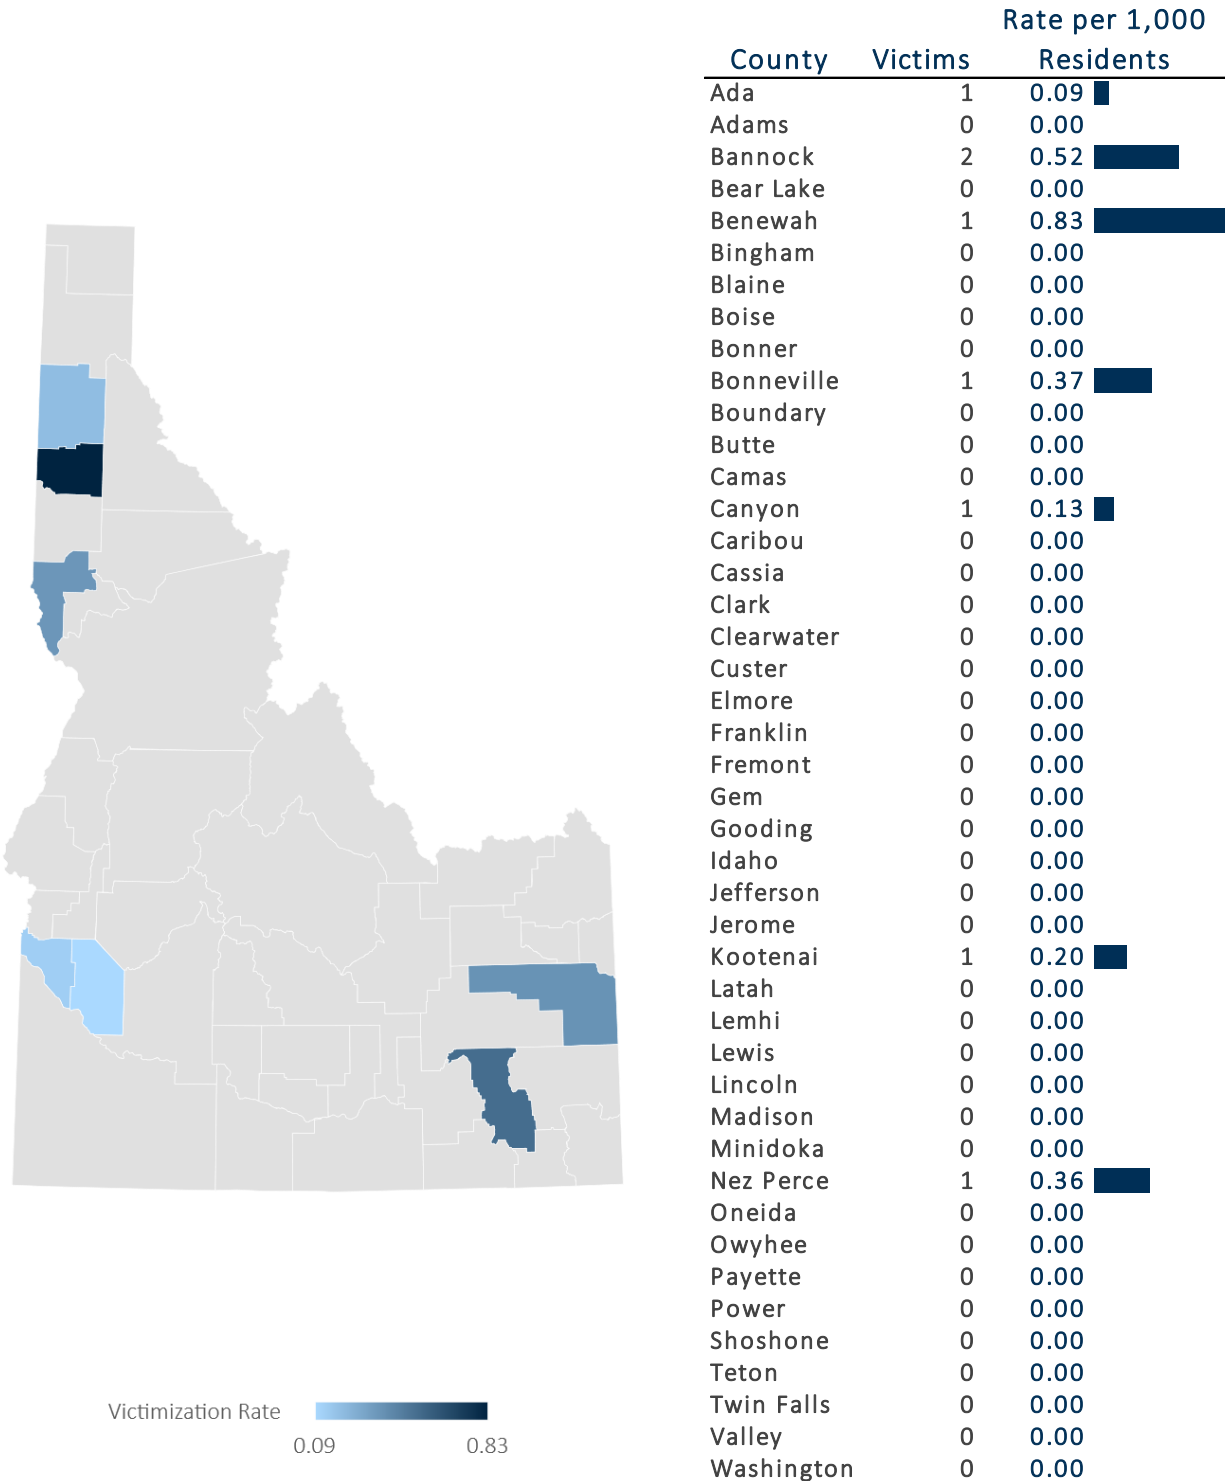 Rate per 1,000
County Victims Residents
Ada 1 0.09
Adams 0 0.00
Bannock 2 0.52
Bear Lake 0 0.00
Benewah 1 0.83
Bingham 0 0.00
Blaine 0 0.00
Boise 0 0.00
Bonner 0 0.00
Bonneville 1 0.37
Boundary 0 0.00
Butte 0 0.00
Camas 0 0.00
Canyon 1 0.13
Caribou 0 0.00
Cassia 0 0.00
Clark 0 0.00
Clearwater 0 0.00
Custer 0 0.00
Elmore 0 0.00
Franklin 0 0.00
Fremont 0 0.00
Gem 0 0.00
Gooding 0 0.00
Idaho 0 0.00
Jefferson 0 0.00
Jerome 0 0.00
Kootenai 1 0.20
Latah 0 0.00
Lemhi 0 0.00
Lewis 0 0.00
Lincoln 0 0.00
Madison 0 0.00
Minidoka 0 0.00
Nez Perce 1 0.36
Oneida 0 0.00
Owyhee 0 0.00
Payette 0 0.00
Power 0 0.00
Shoshone 0 0.00
Teton 0 0.00
Twin Falls 0 0.00
Valley 0 0.00
Washington 0 0.00
Victimization Rate
0.09 0.83